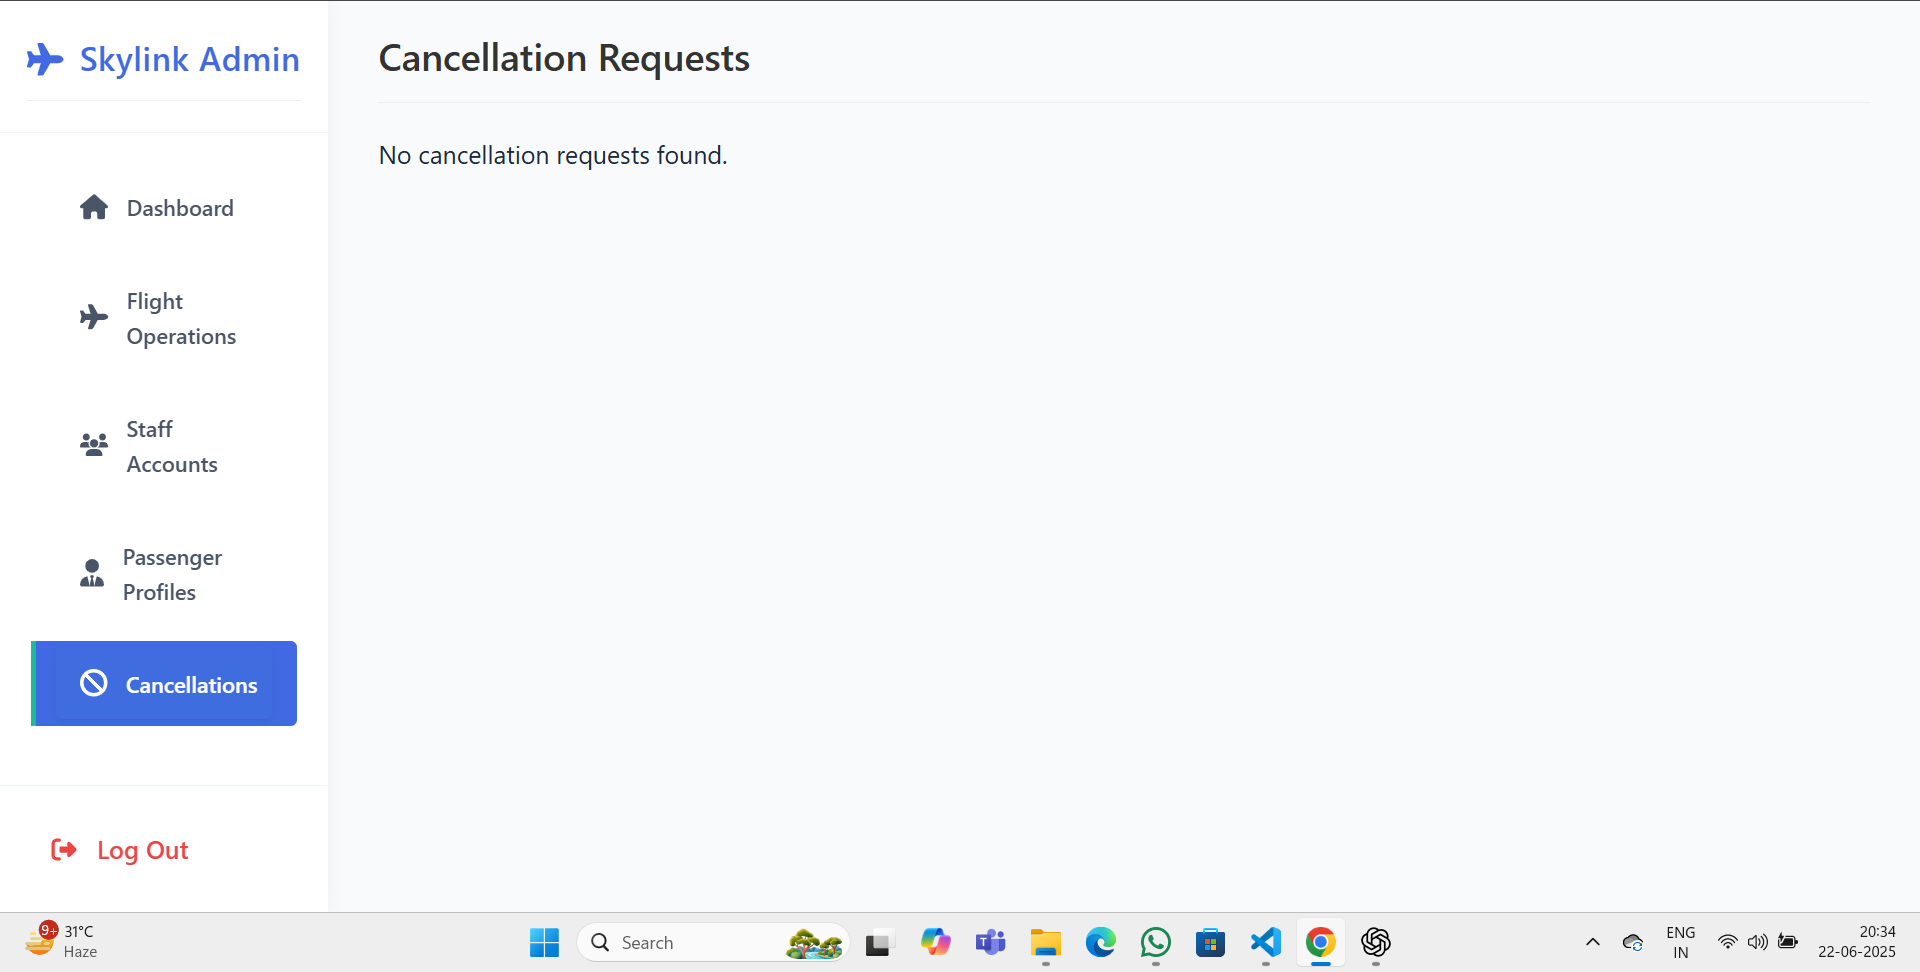 Skylink Admin
Cancellation Requests
No cancellation requests found.
Dashboard
Flight
Operations
Staff
Accounts
Passenger
Profiles
Cancellations
Log Out
9+
31°C
Haze
Search
T
ENG
IN
20:34
22-06-2025